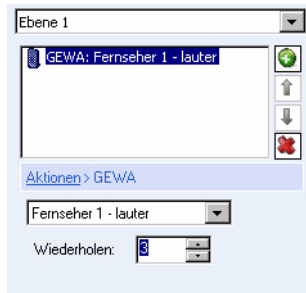 Ebene 1
GEWA: Fernseher 1 - lauter
Aktionen > GEWA
Fernseher 1 - lauter
Wiederholen: 3